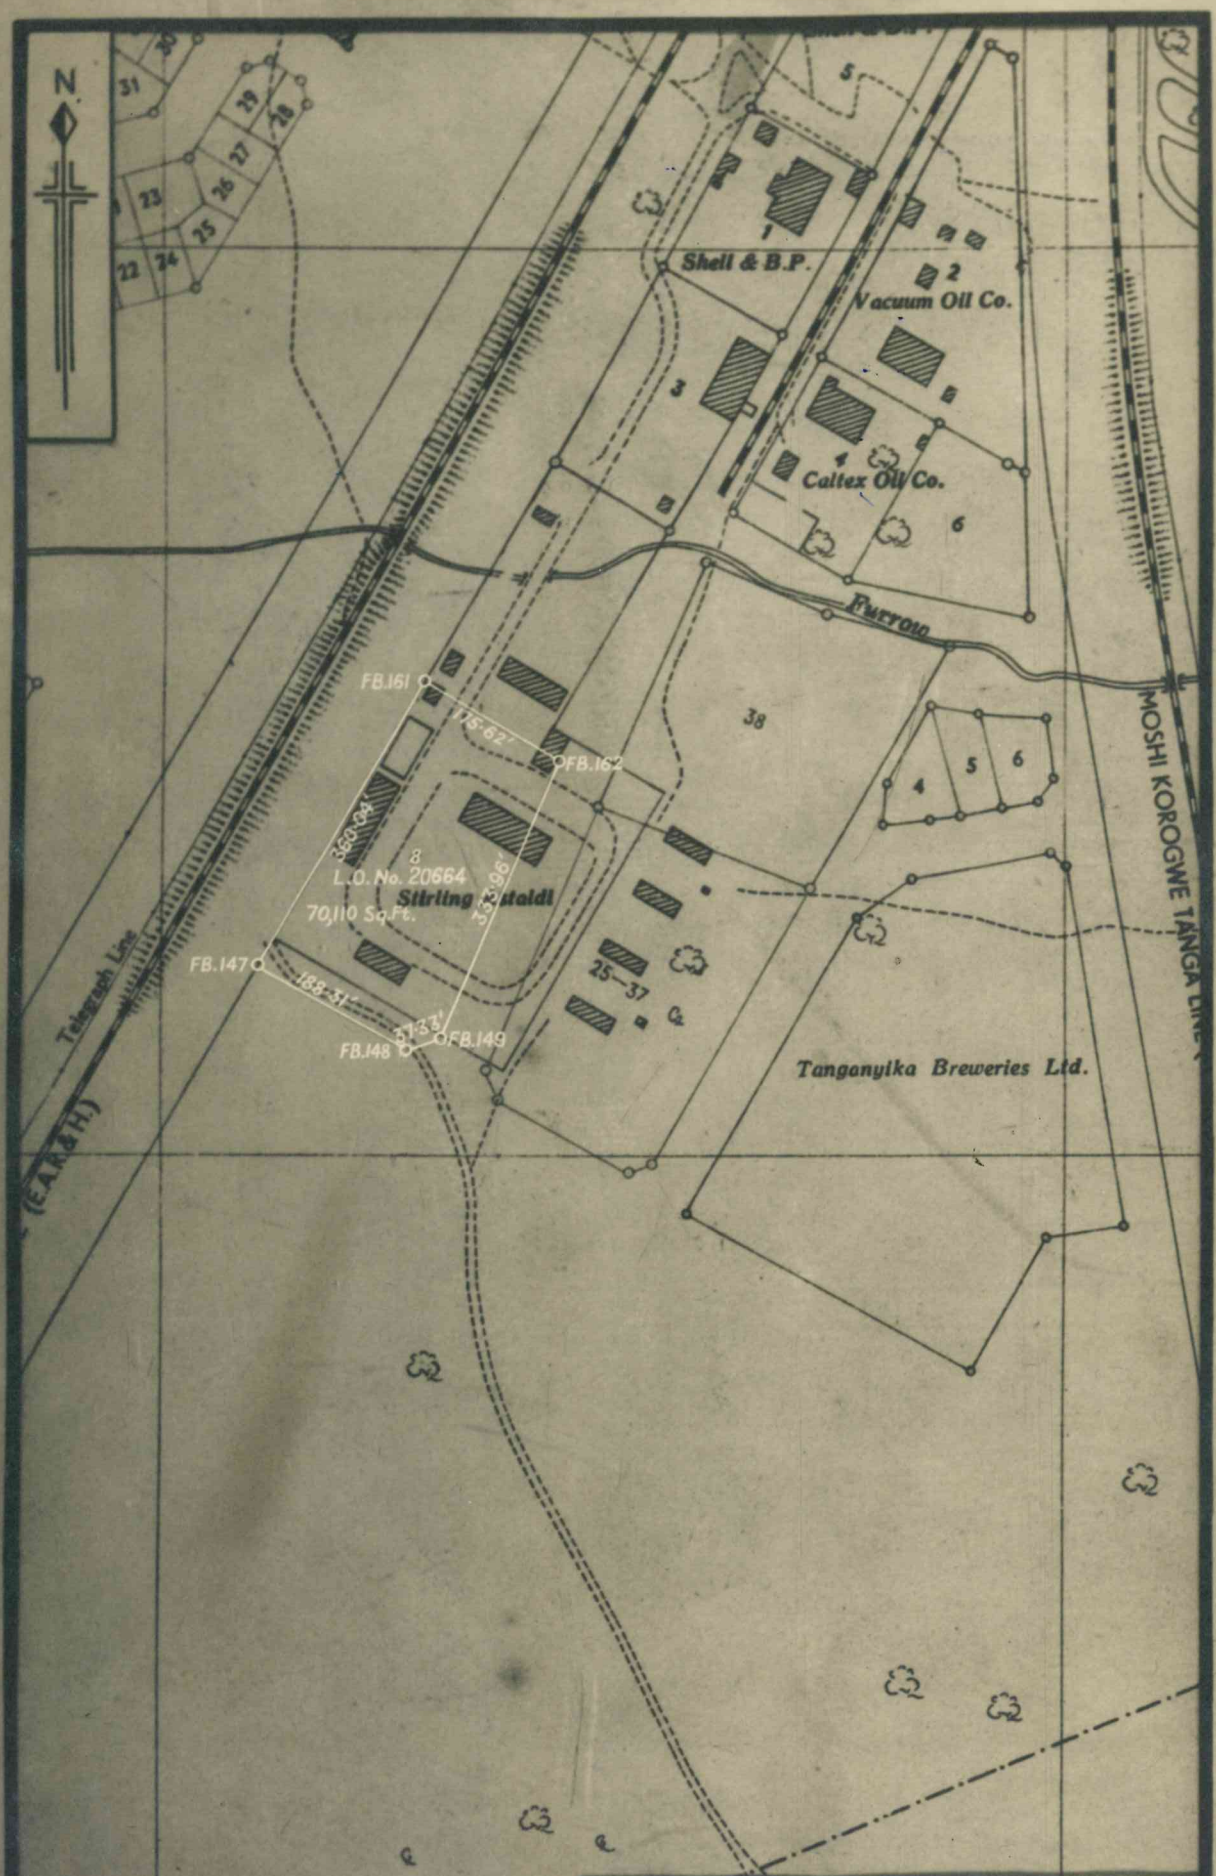 N
30
31
29
28
27
26
25
23
24
22
5
1
Shell & B.P.
2
Vacuum Oil Co.
3
4
Caltex Oil Co.
6
Furrow
38
4
5
6
MOSHI KOROGWE TANGA LINE
FB.161
FB.162
360·04'
8
L.O. No. 20664
70,110 Sq.Ft.
FB.147
188·31'
37·33'
FB.148
FB.149
25—37
Telegraph Line
(E.A.R.& H.)
Tanganyika Breweries Ltd.